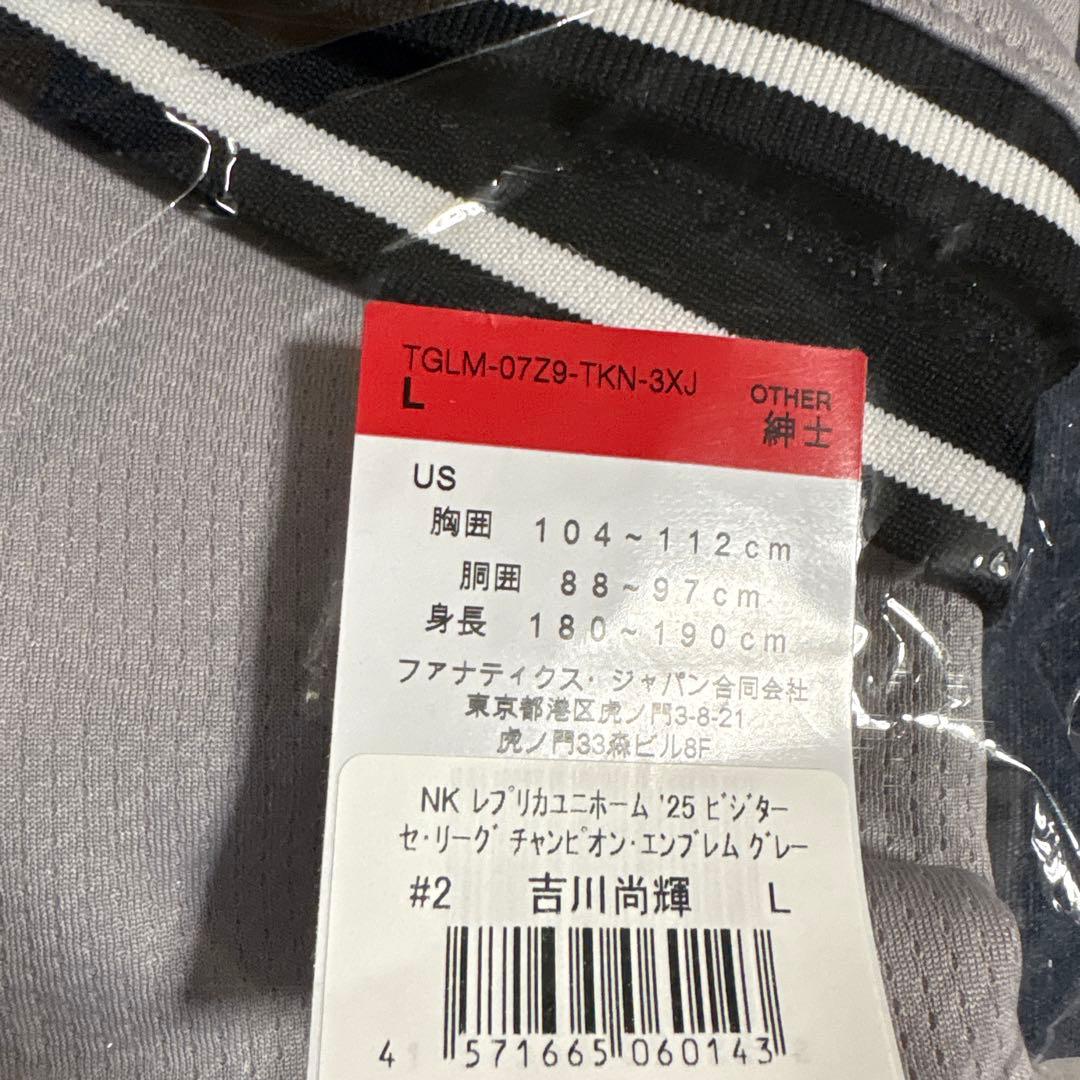 TGLM-07Z9-TKN-3XJ
L
OTHER
紳士
US
胸囲 104~112cm
胴囲 88~97cm
身長 180~190cm
ファナティクス・ジャパン合同会社
東京都港区虎ノ門3-8-21
虎ノ門33森ビル8F
NK レプリカユニホーム '25 ビジター
セ・リーグ チャンピオン・エンブレム グレー
#2 吉川尚輝 L
4 571665 060143